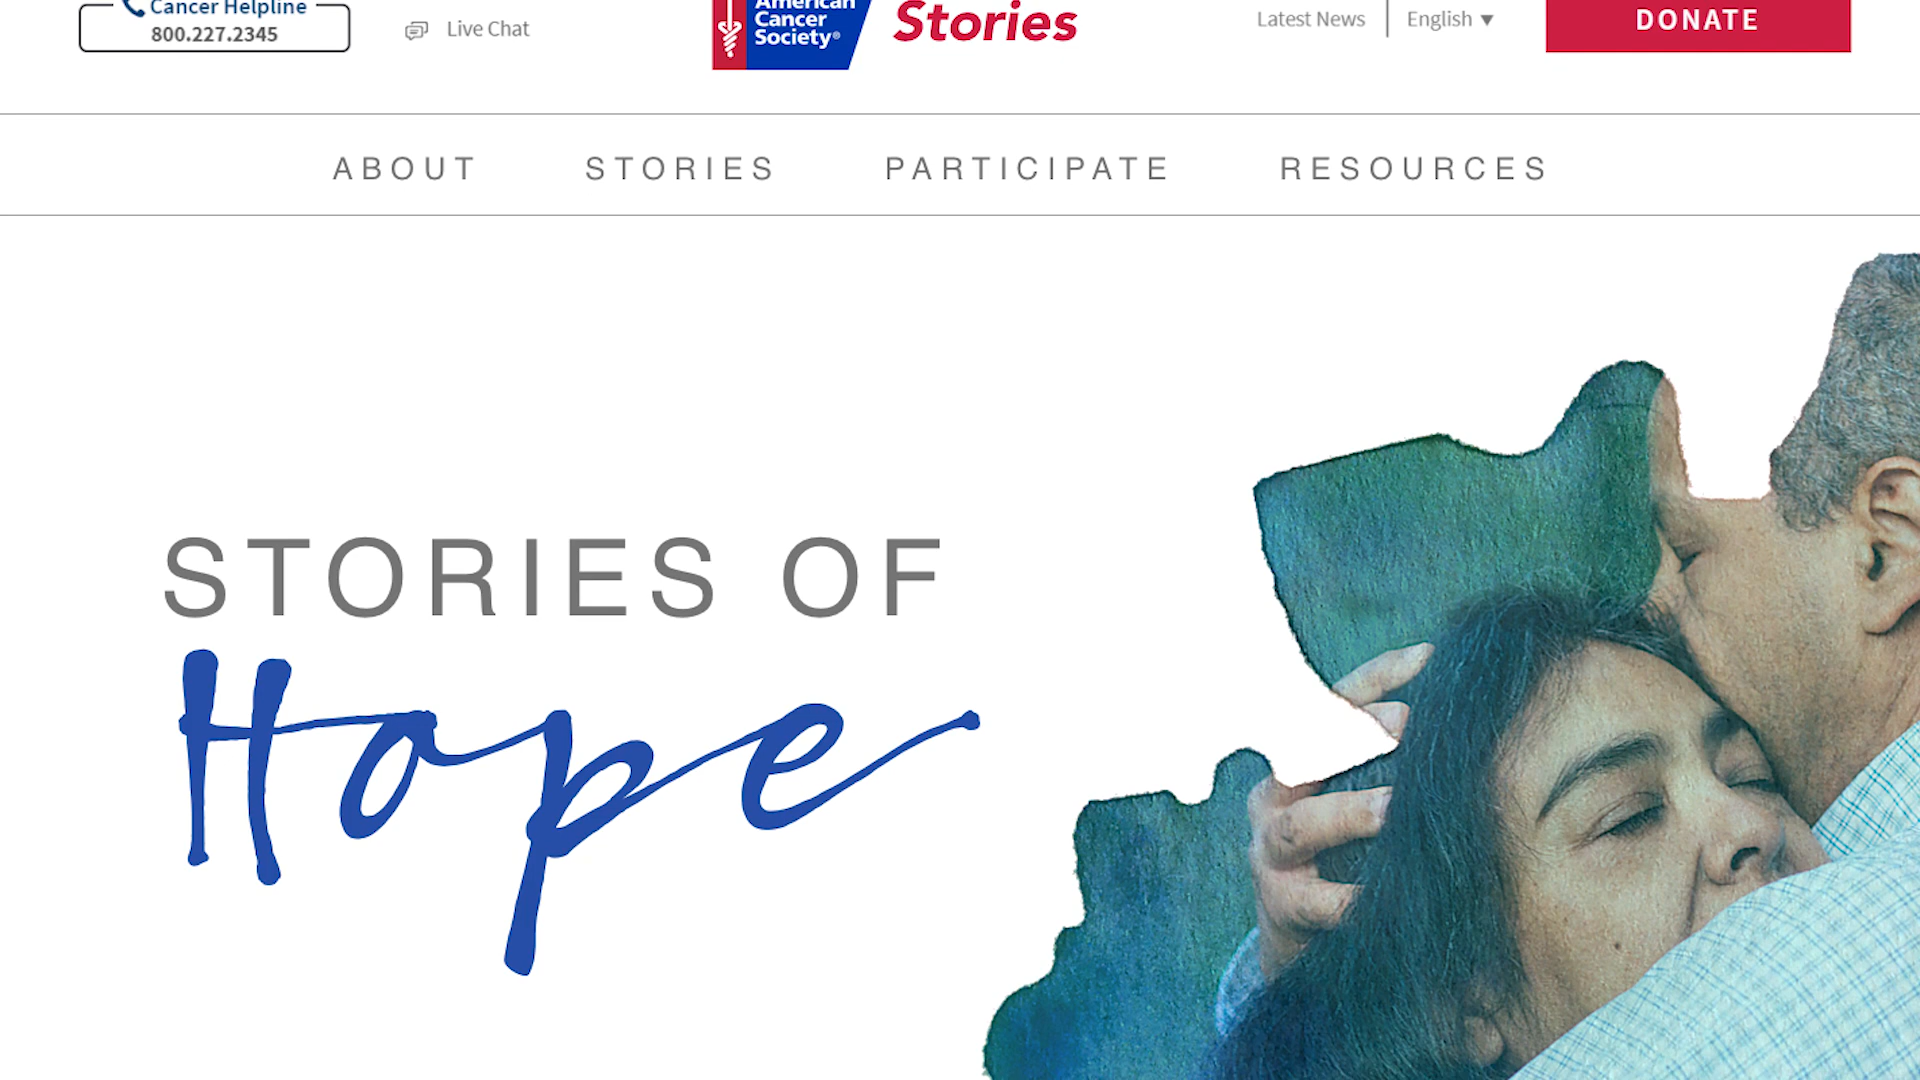 Cancer Helpline
800.227.2345
Live Chat
American
Cancer
Society®
Stories
Latest News
English ▼
DONATE
ABOUT STORIES PARTICIPATE RESOURCES
STORIES OF
Hope